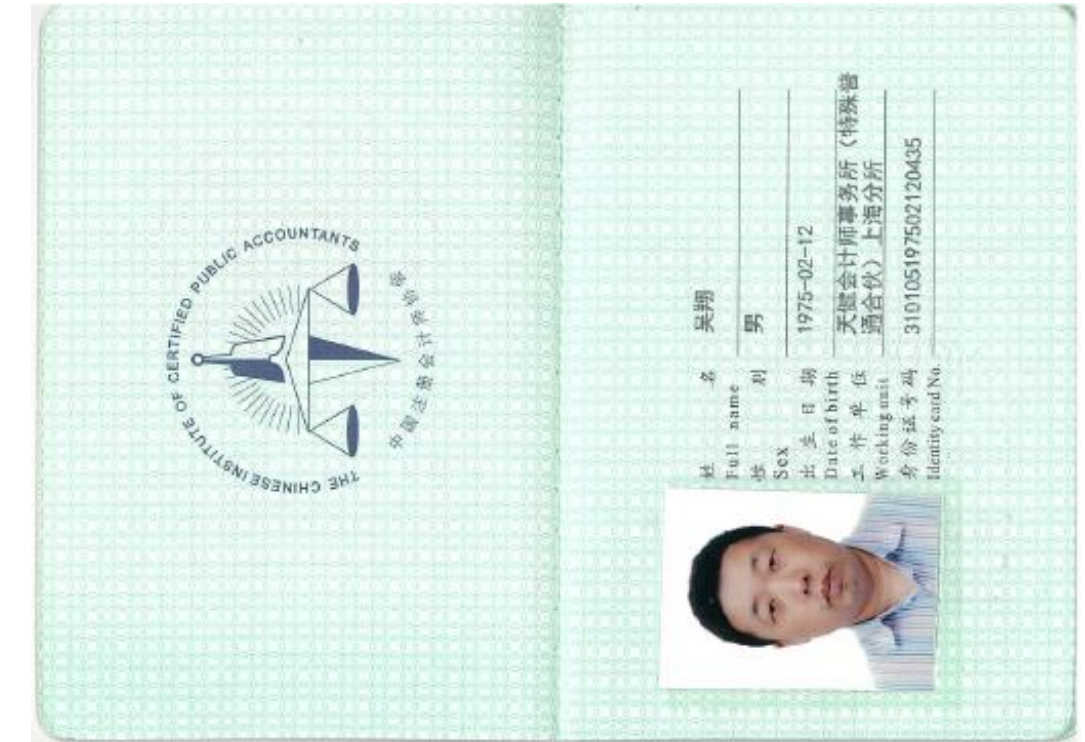 THE CHINESE INSTITUTE OF CERTIFIED PUBLIC ACCOUNTANTS
中国注册会计师协会
姓 名 吴翔
Full name
性 别 男
Sex
出 生 日 期 1975-02-12
Date of birth
工 作 单 位 天健会计师事务所（特殊普
Working unit 通合伙）上海分所
身份证号码 310105197502120435
Identity card No.